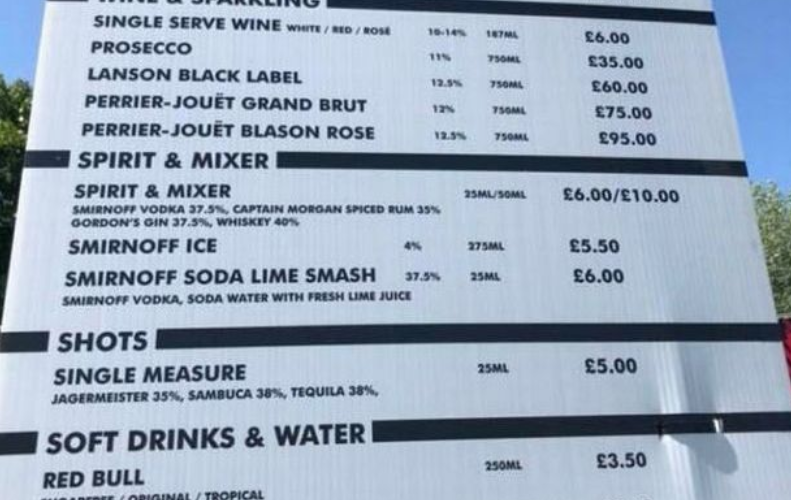 WINE & SPARKLING
SINGLE SERVE WINE WHITE / RED / ROSÉ 10-14% 187ML £6.00
PROSECCO 11% 750ML £35.00
LANSON BLACK LABEL 12.5% 750ML £60.00
PERRIER-JOUËT GRAND BRUT 12% 750ML £75.00
PERRIER-JOUËT BLASON ROSE 12.5% 750ML £95.00
SPIRIT & MIXER
SPIRIT & MIXER 25ML/50ML £6.00/£10.00
SMIRNOFF VODKA 37.5%, CAPTAIN MORGAN SPICED RUM 35%
GORDON'S GIN 37.5%, WHISKEY 40%
SMIRNOFF ICE 4% 275ML £5.50
SMIRNOFF SODA LIME SMASH 37.5% 25ML £6.00
SMIRNOFF VODKA, SODA WATER WITH FRESH LIME JUICE
SHOTS
SINGLE MEASURE 25ML £5.00
JAGERMEISTER 35%, SAMBUCA 38%, TEQUILA 38%,
SOFT DRINKS & WATER
RED BULL 250ML £3.50
SUGARFREE / ORIGINAL / TROPICAL